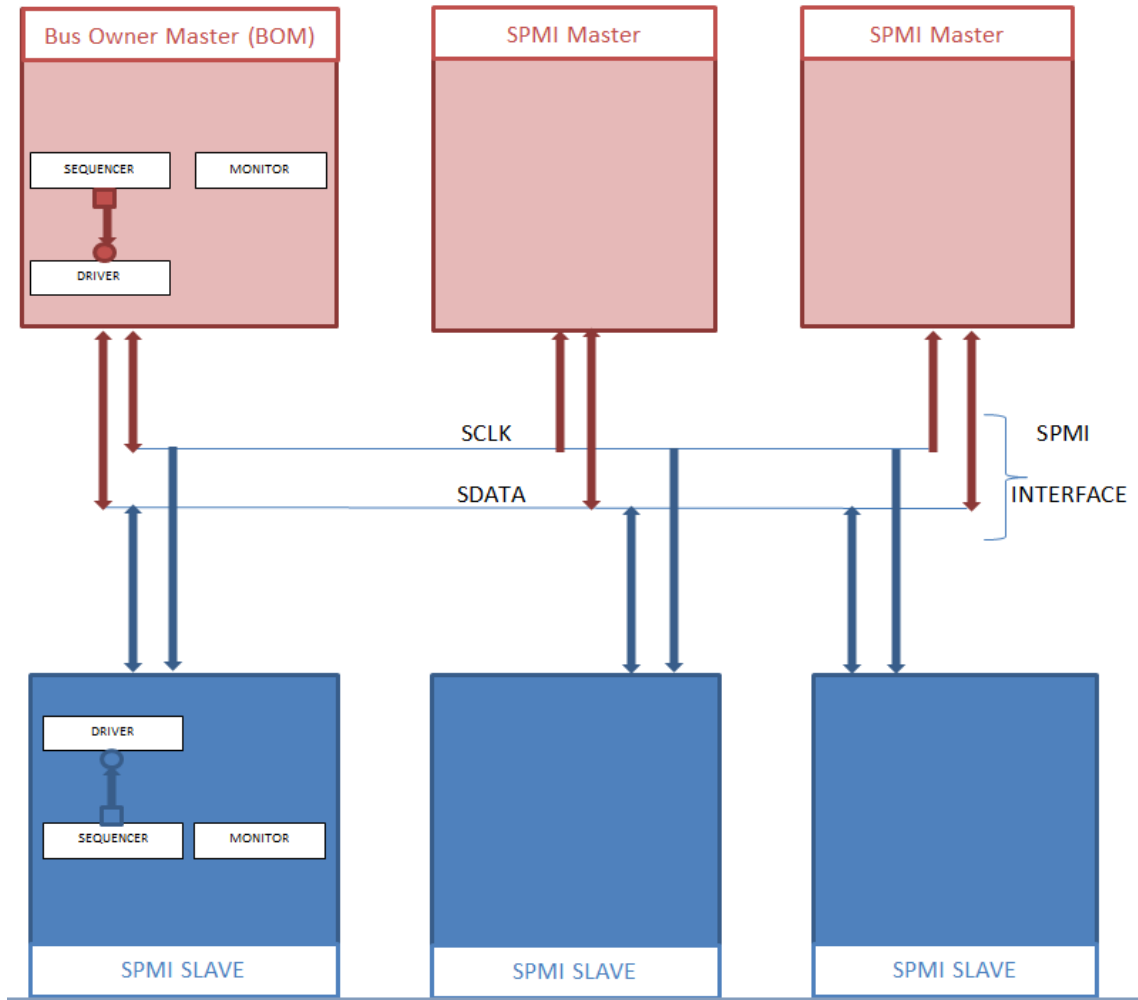 Bus Owner Master (BOM)
SPMI Master
SPMI Master
SEQUENCER
MONITOR
DRIVER
SCLK
SPMI
SDATA
INTERFACE
DRIVER
SEQUENCER
MONITOR
SPMI SLAVE
SPMI SLAVE
SPMI SLAVE